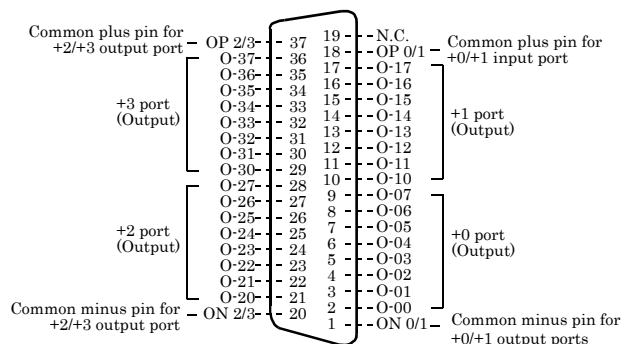 Common plus pin for
+2/+3 output port
OP 2/3 37
O-37 36
O-36 35
O-35 34
O-34 33
O-33 32
O-32 31
O-31 30
O-30 29
+3 port
(Output)
O-27 28
O-26 27
O-25 26
O-24 25
O-23 24
O-22 23
O-21 22
O-20 21
+2 port
(Output)
Common minus pin for
+2/+3 output port
ON 2/3 20
19 N.C.
18 OP 0/1
Common plus pin for
+0/+1 input port
17 O-17
16 O-16
15 O-15
14 O-14
13 O-13
12 O-12
11 O-11
10 O-10
+1 port
(Output)
9 O-07
8 O-06
7 O-05
6 O-04
5 O-03
4 O-02
3 O-01
2 O-00
+0 port
(Output)
1 ON 0/1
Common minus pin for
+0/+1 output ports